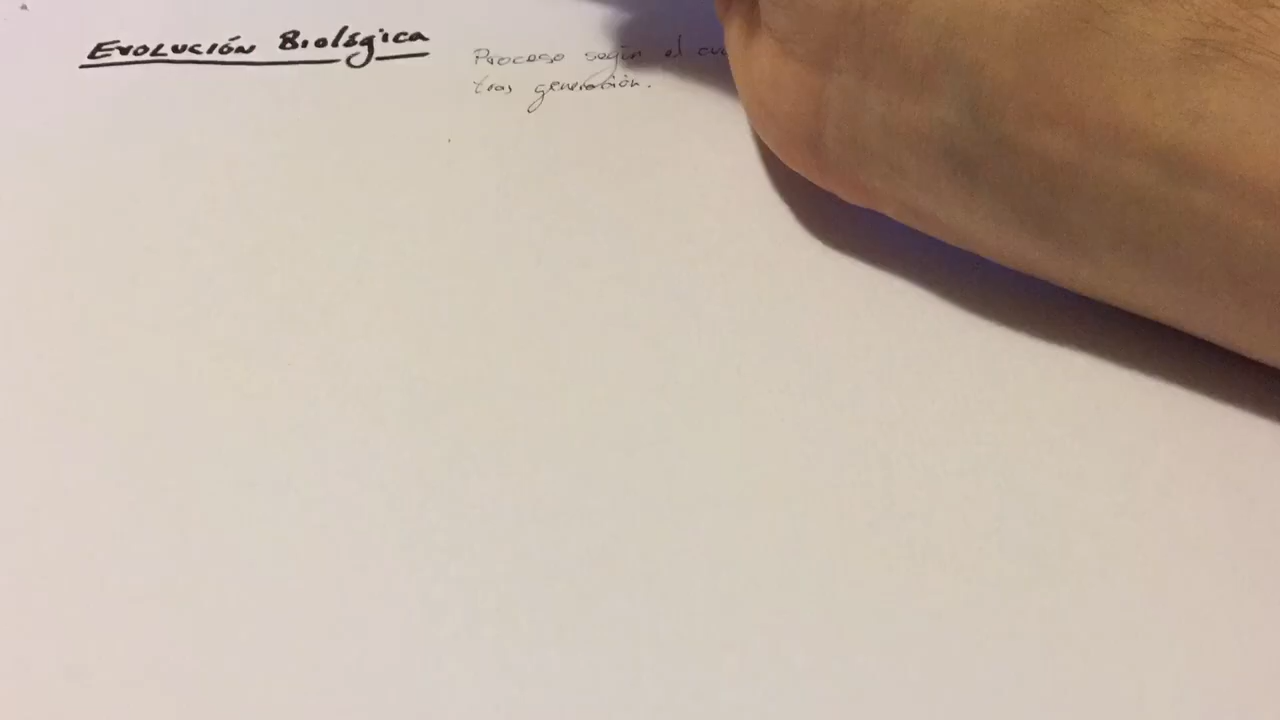 Evolución Biológica
Proceso según el
tras generación.